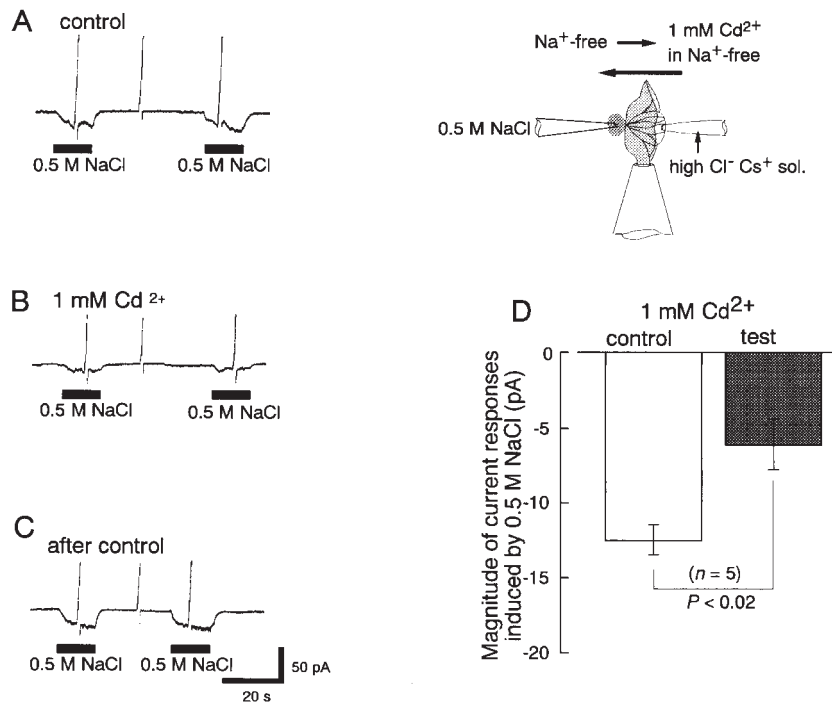 A
control
0.5 M NaCl
0.5 M NaCl
Na⁺-free
1 mM Cd²⁺
in Na⁺-free
0.5 M NaCl
high Cl⁻ Cs⁺ sol.
B
1 mM Cd ²⁺
0.5 M NaCl
0.5 M NaCl
C
after control
0.5 M NaCl
0.5 M NaCl
50 pA
20 s
D
1 mM Cd²⁺
control
test
Magnitude of current responses
induced by 0.5 M NaCl (pA)
0
-5
-10
-15
-20
(n = 5)
P < 0.02